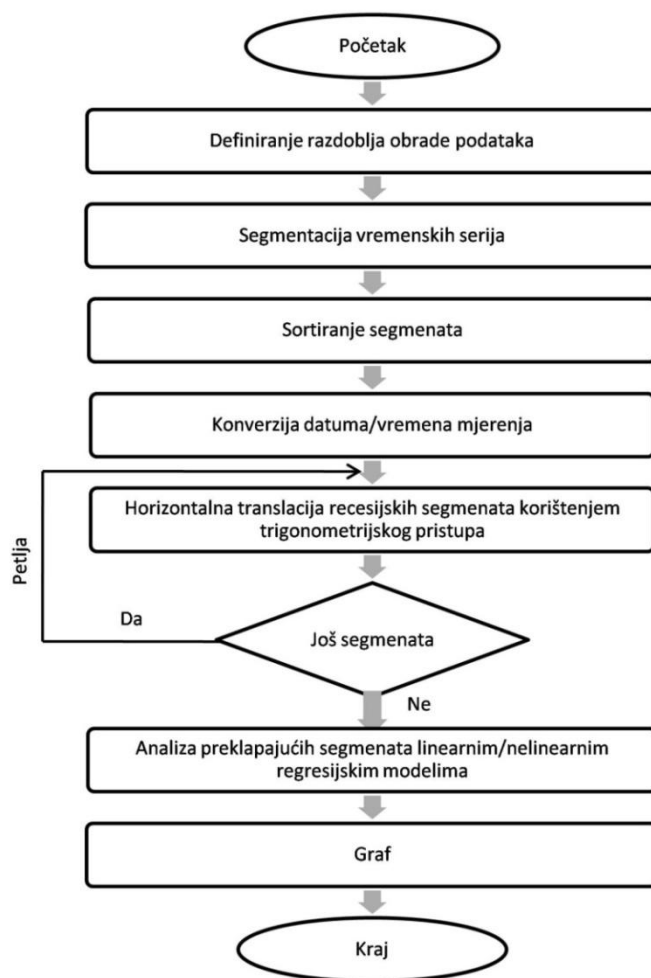 Početak
Definiranje razdoblja obrade podataka
Segmentacija vremenskih serija
Sortiranje segmenata
Konverzija datuma/vremena mjerenja
Horizontalna translacija recesijskih segmenata korištenjem
trigonometrijskog pristupa
Petlja
Da
Još segmenata
Ne
Analiza preklapajućih segmenata linearnim/nelinearnim
regresijskim modelima
Graf
Kraj